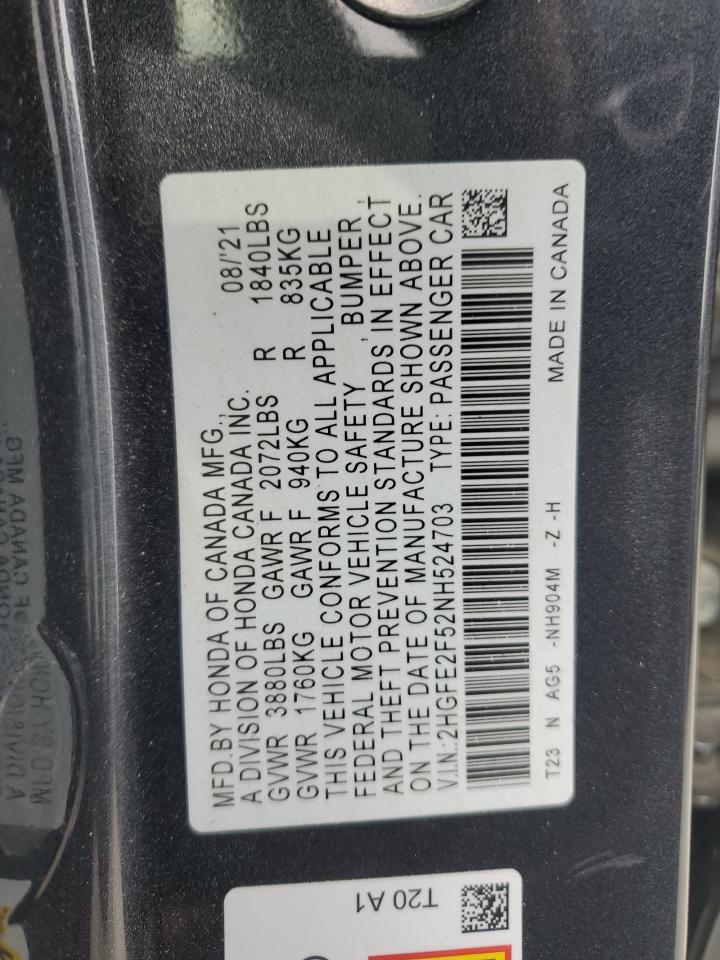 MFD.BY HONDA OF CANADA MFG., 08/'21
A DIVISION OF HONDA CANADA INC.
GVWR 3880LBS GAWR F 2072LBS R 1840LBS
GVWR 1760KG GAWR F 940KG R 835KG
THIS VEHICLE CONFORMS TO ALL APPLICABLE
FEDERAL MOTOR VEHICLE SAFETY , BUMPER ,
AND THEFT PREVENTION STANDARDS IN EFFECT
ON THE DATE OF MANUFACTURE SHOWN ABOVE.
V.I.N.:2HGFE2F52NH524703 TYPE: PASSENGER CAR
T23 N AG5 -NH904M -Z -H MADE IN CANADA
T20 A1